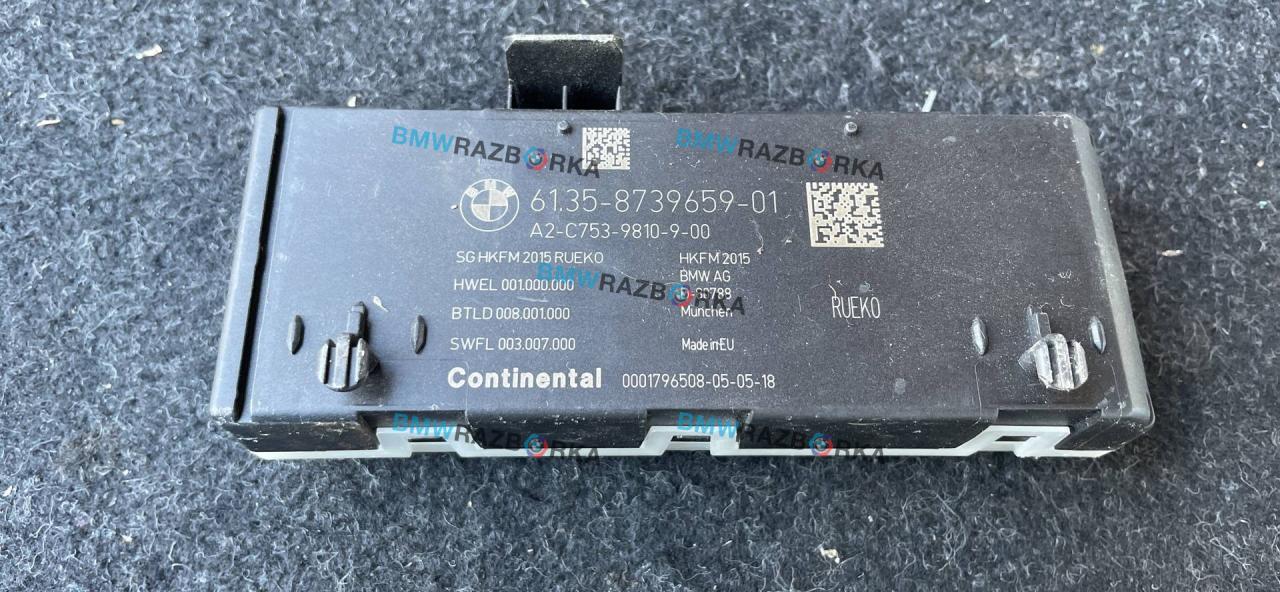 BMWRAZBORKA BMWRAZBORKA
BMW 61.35-8739659-01
A2-C753-9810-9-00
SG HKFM 2015 RUEKO HKFM 2015
BMWRAZBORKA
HWEL 001.000.000 BMW AG
BTLD 008.001.000 München
RUEKO
SWFL 003.007.000 Made in EU
Continental 0001796508-05-05-18
BMWRAZBORKA BMWRAZBORKA